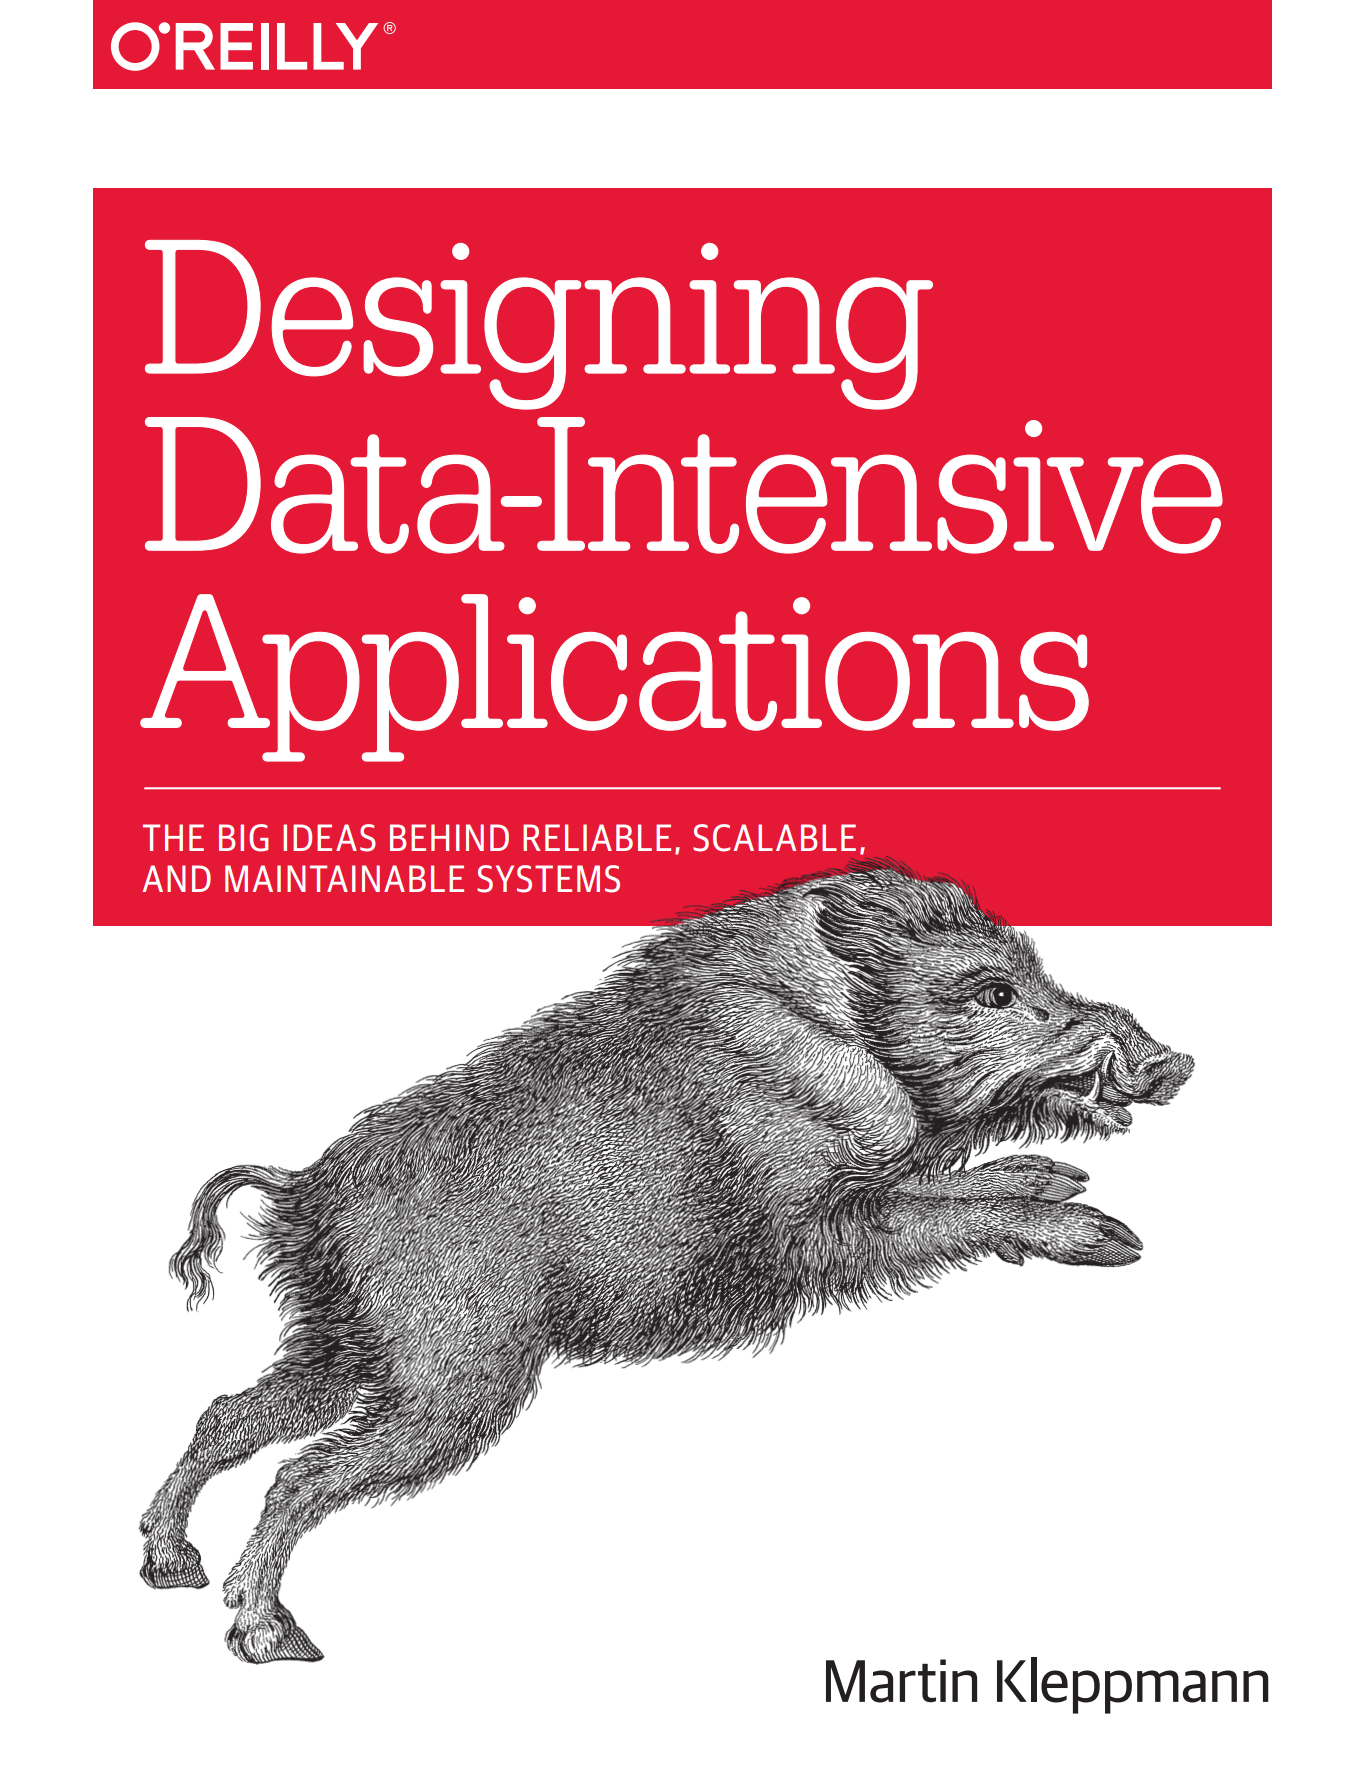 O'REILLY®
Designing
Data-Intensive
Applications
THE BIG IDEAS BEHIND RELIABLE, SCALABLE,
AND MAINTAINABLE SYSTEMS
Martin Kleppmann